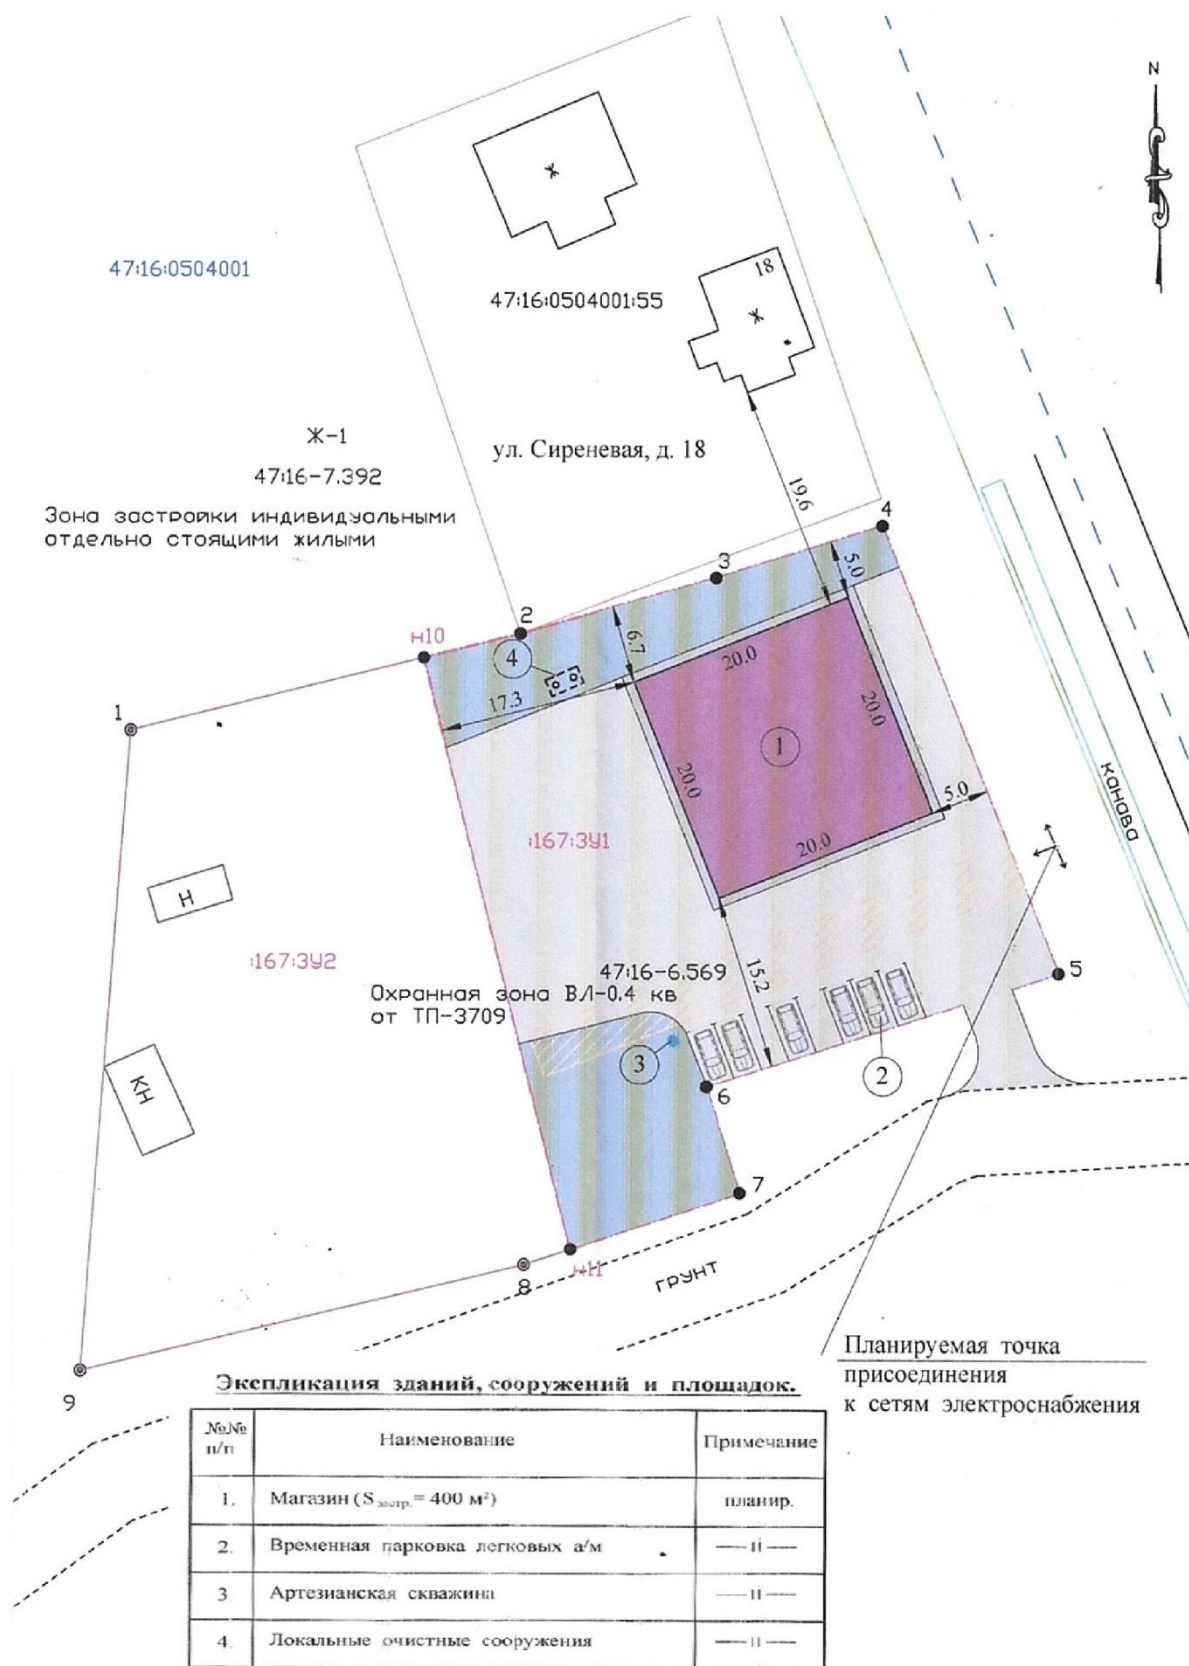 N
47:16:0504001
18
Ж
Ж
47:16:0504001:55
Ж-1
47:16-7.392
ул. Сиреневая, д. 18
Зона застройки индивидуальными
отдельно стоящими жилыми
19.6
4
3
5.0
2
н10
6.7
4
20.0
17.3
1
20.0
1
20.0
5.0
канава
:167:ЗУ1
20.0
Н
:167:ЗУ2
15.2
5
47:16-6.569
Охранная зона ВЛ-0.4 кв
от ТП-3709
3
2
КН
6
7
н11
8
ГРУНТ
9
Планируемая точка
присоединения
к сетям электроснабжения
Экспликация зданий, сооружений и площадок.
№№ п/п Наименование Примечание
1. Магазин (S застр. = 400 м²) планир.
2. Временная парковка легковых а/м —॥—
3. Артезианская скважина —॥—
4. Локальные очистные сооружения —॥—